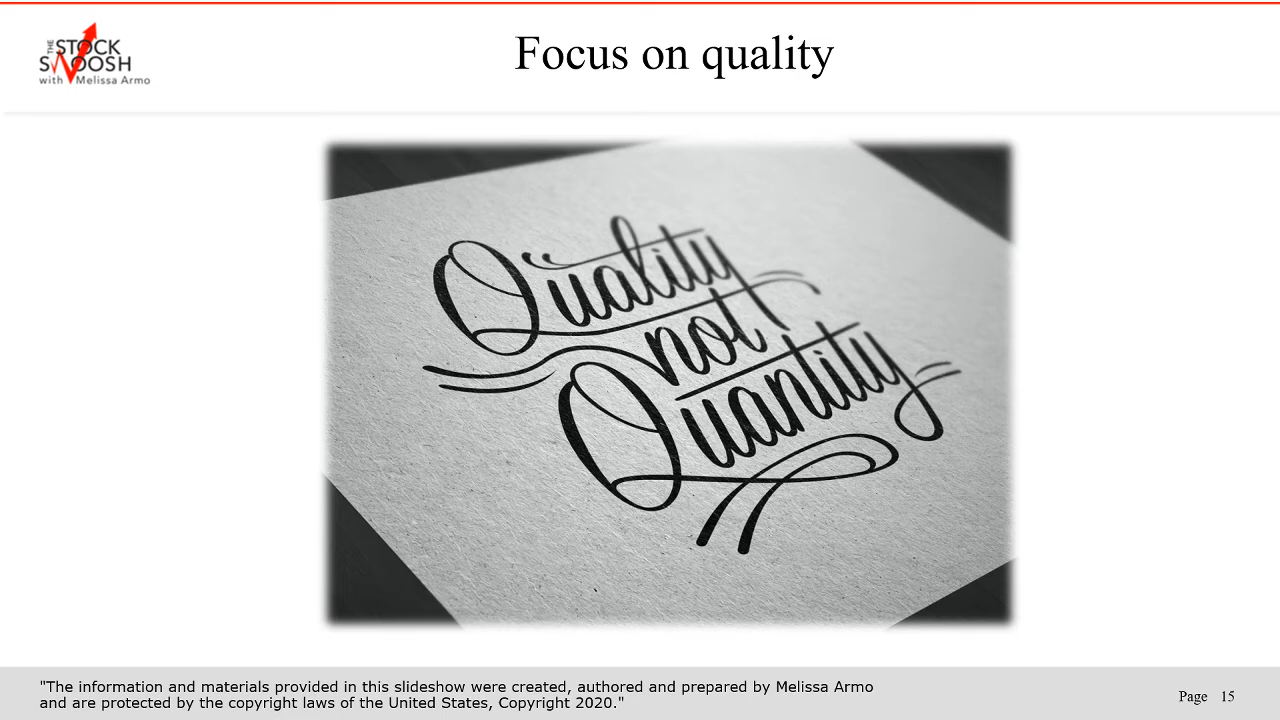 THE
STOCK
SWOOSH
with Melissa Armo
Focus on quality
Quality
not
Quantity
"The information and materials provided in this slideshow were created, authored and prepared by Melissa Armo
and are protected by the copyright laws of the United States, Copyright 2020."
Page 15